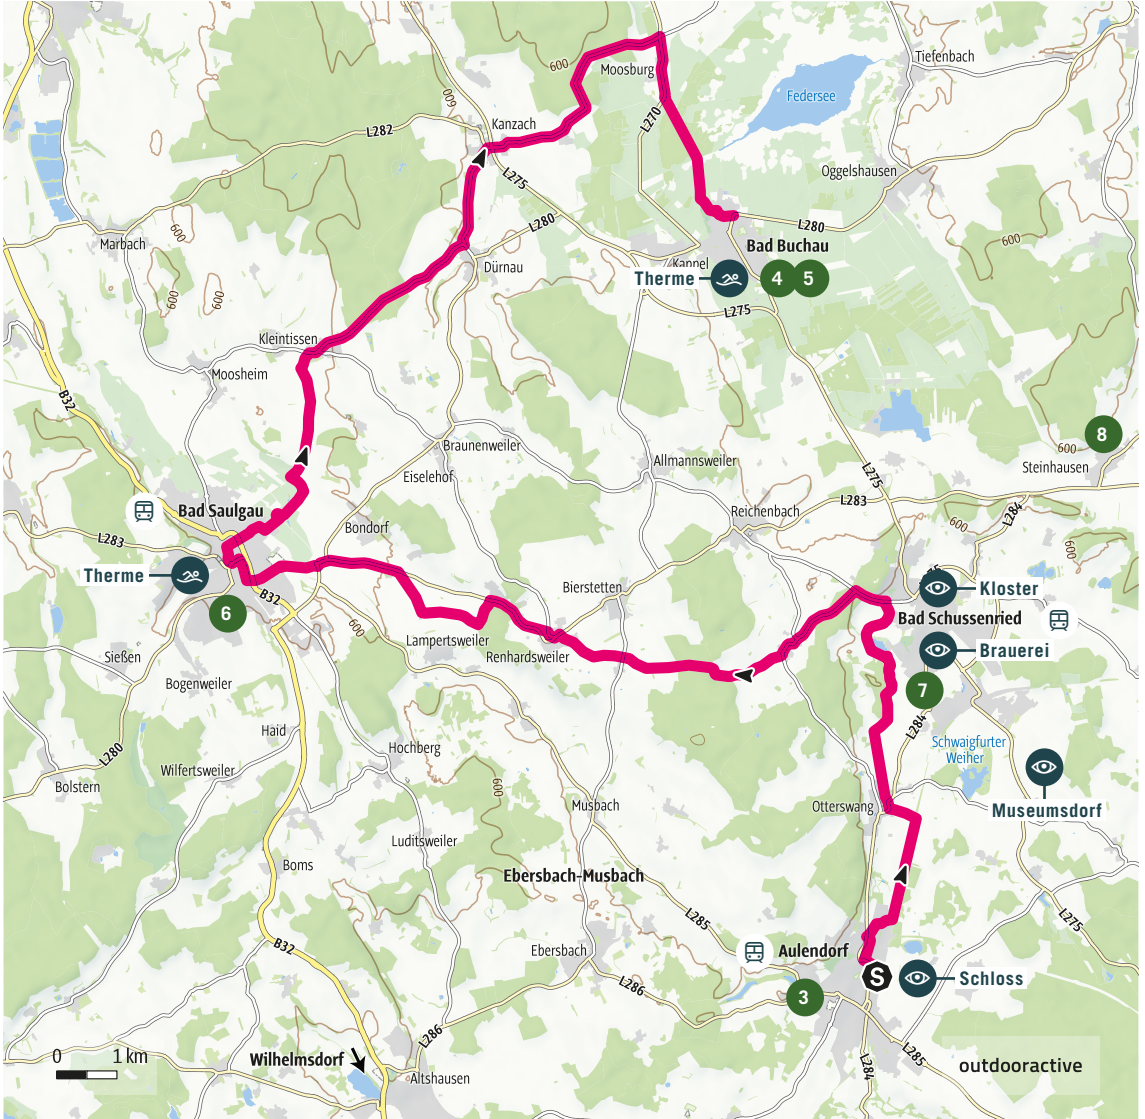 600
Moosburg
Tiefenbach
Federsee
600
L270
Kanzach
L282
L275
Oggelshausen
L280
L280
600
Marbach
600
Bad Buchau
Kappel
Dürnau
Therme
4
5
600
600
L275
Kleintissen
Moosheim
B32
8
600
Steinhausen
Braunenweiler
Allmannsweiler
Eiselehof
L275
L283
Bad Saulgau
Reichenbach
L284
600
Bondorf
L283
600
Therme
Bierstetten
Kloster
B32
6
Bad Schussenried
600
Lampertsweiler
Brauerei
Sießen
Renhardsweiler
Bogenweiler
7
L284
Haid
Hochberg
Schwaigfurter
Weiher
L280
Wilfertsweiler
Bolstern
600
Musbach
Otterswang
Museumsdorf
Luditsweiler
Boms
Ebersbach-Musbach
L285
L275
B32
Ebersbach
Aulendorf
S
Schloss
L286
3
L286
0
1 km
Wilhelmsdorf
Altshausen
L284
L285
outdooractive